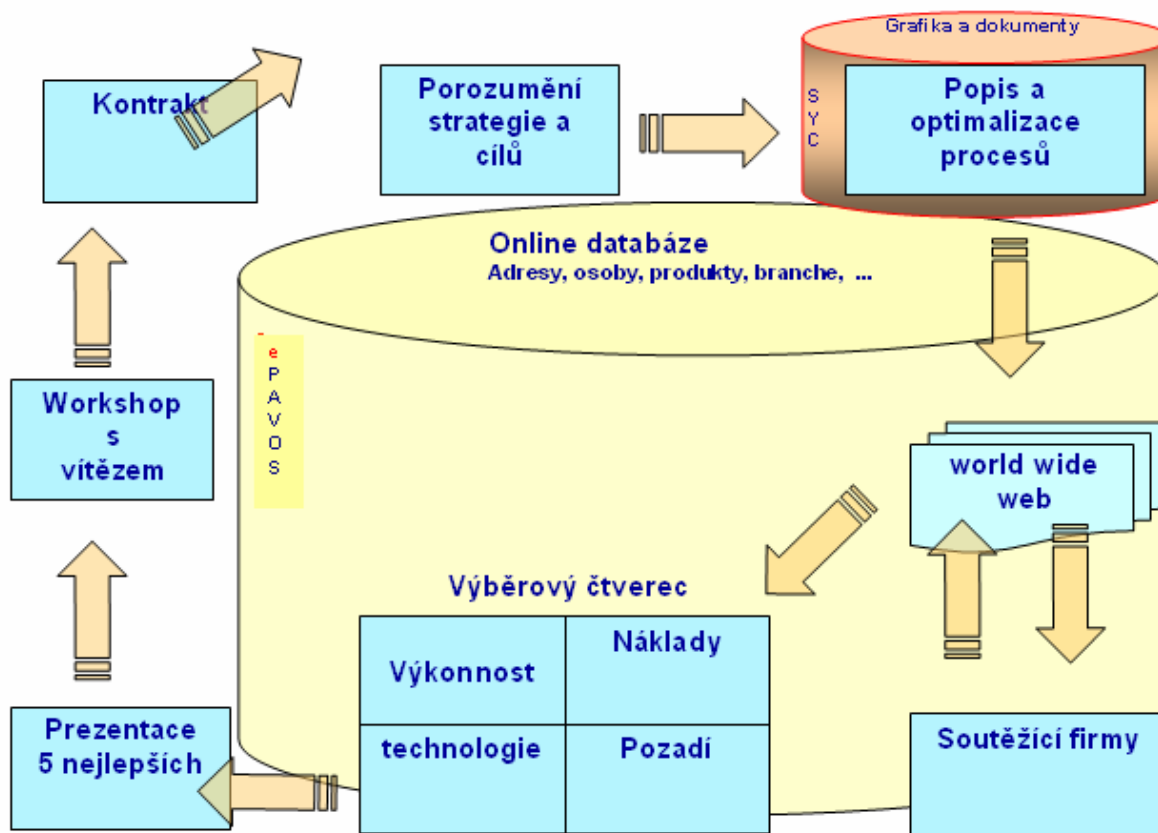 Grafika a dokumenty
Kontrakt
Porozumění
strategie a
cílů
S
Y
C
Popis a
optimalizace
procesů
Online databáze
Adresy, osoby, produkty, branche, ...
-
e
P
A
V
O
S
Workshop
s
vítězem
world wide
web
Výběrový čtverec
Výkonnost
Náklady
technologie
Pozadí
Prezentace
5 nejlepších
Soutěžící firmy